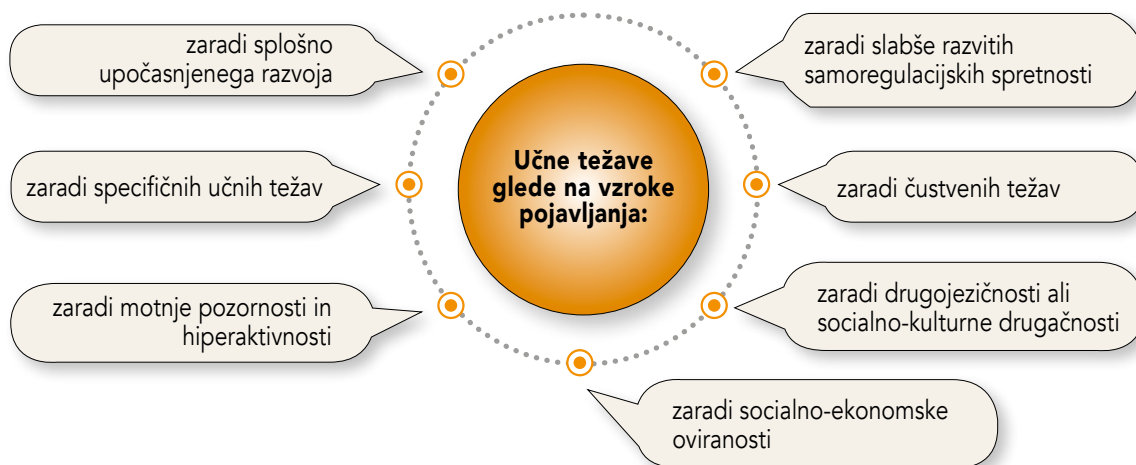 zaradi splošno
upočasnjenega razvoja
zaradi specifičnih učnih težav
zaradi motnje pozornosti in
hiperaktivnosti
Učne težave
glede na vzroke
pojavljanja:
zaradi slabše razvitih
samoregulacijskih spretnosti
zaradi čustvenih težav
zaradi drugojezičnosti ali
socialno-kulturne drugačnosti
zaradi socialno-ekonomske
oviranosti